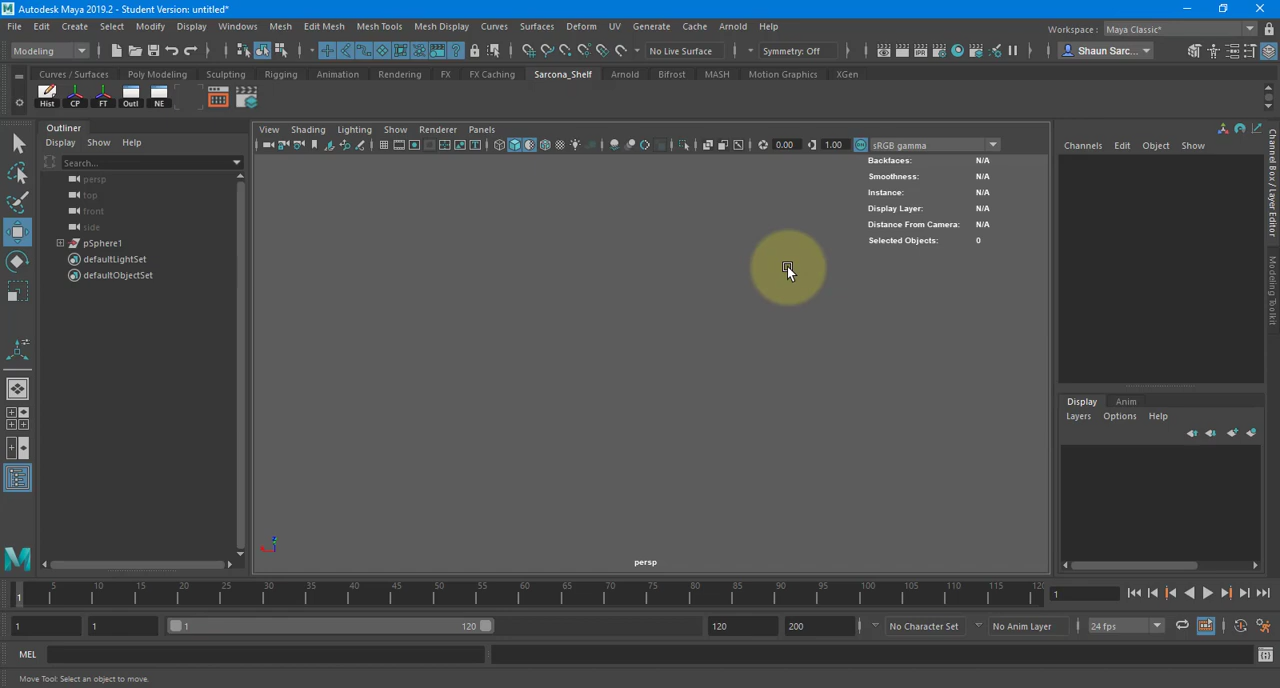 Autodesk Maya 2019.2 - Student Version: untitled*
File Edit Create Select Modify Display Windows Mesh Edit Mesh Mesh Tools Mesh Display Curves Surfaces Deform UV Generate Cache Arnold Help
Workspace: Maya Classic*
Modeling No Live Surface Symmetry: Off Shaun Sarc...
Curves / Surfaces Poly Modeling Sculpting Rigging Animation Rendering FX FX Caching Sarcona_Shelf Arnold Bifrost MASH Motion Graphics XGen
Hist CP FT Outl NE
Outliner
Display Show Help
Search...
persp
top
front
side
pSphere1
defaultLightSet
defaultObjectSet
View Shading Lighting Show Renderer Panels
0.00 1.00 sRGB gamma
Backfaces: N/A
Smoothness: N/A
Instance: N/A
Display Layer: N/A
Distance From Camera: N/A
Selected Objects: 0
persp
Channels Edit Object Show
Channel Box / Layer Editor
Modeling Toolkit
Display Anim
Layers Options Help
5 10 15 20 25 30 35 40 45 50 55 60 65 70 75 80 85 90 95 100 105 110 115 120
1 1
1 1 1 120 120 200 No Character Set No Anim Layer 24 fps
MEL
Move Tool: Select an object to move.